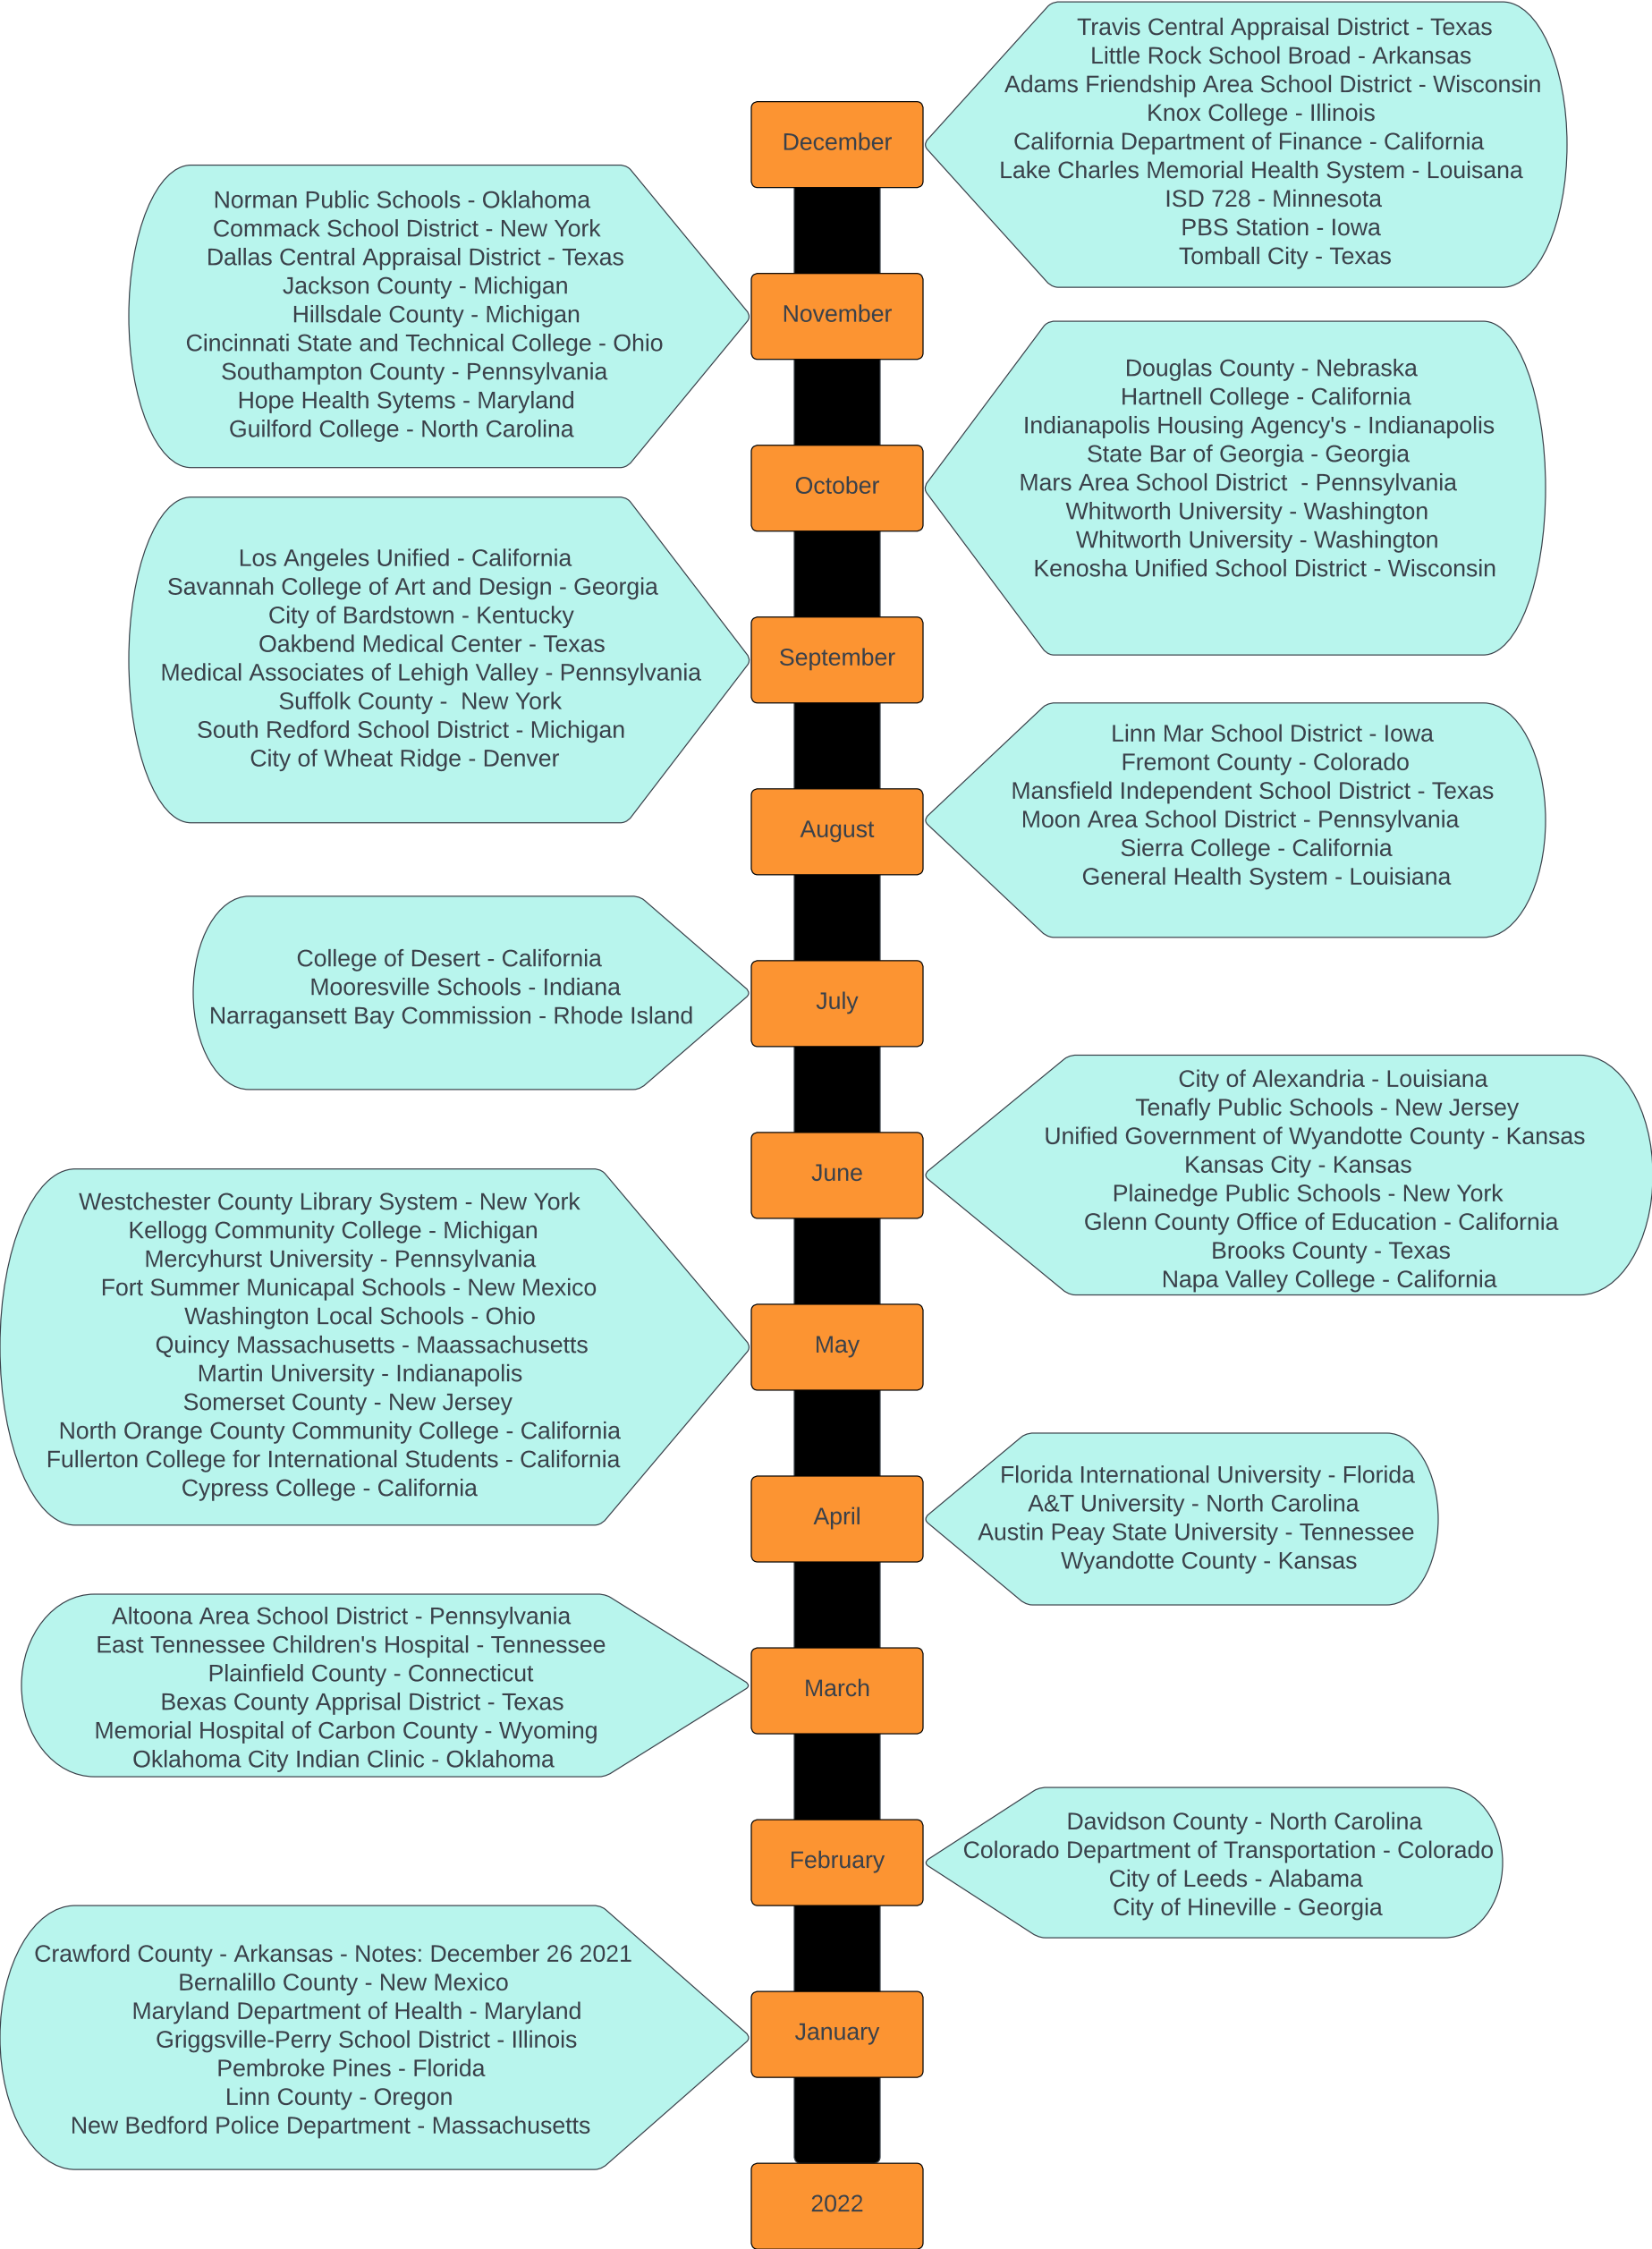 December
Travis Central Appraisal District - Texas
Little Rock School Broad - Arkansas
Adams Friendship Area School District - Wisconsin
Knox College - Illinois
California Department of Finance - California
Lake Charles Memorial Health System - Louisana
ISD 728 - Minnesota
PBS Station - Iowa
Tomball City - Texas
November
Norman Public Schools - Oklahoma
Commack School District - New York
Dallas Central Appraisal District - Texas
Jackson County - Michigan
Hillsdale County - Michigan
Cincinnati State and Technical College - Ohio
Southampton County - Pennsylvania
Hope Health Sytems - Maryland
Guilford College - North Carolina
October
Douglas County - Nebraska
Hartnell College - California
Indianapolis Housing Agency's - Indianapolis
State Bar of Georgia - Georgia
Mars Area School District  - Pennsylvania
Whitworth University - Washington
Whitworth University - Washington
Kenosha Unified School District - Wisconsin
September
Los Angeles Unified - California
Savannah College of Art and Design - Georgia
City of Bardstown - Kentucky
Oakbend Medical Center - Texas
Medical Associates of Lehigh Valley - Pennsylvania
Suffolk County -  New York
South Redford School District - Michigan
City of Wheat Ridge - Denver
August
Linn Mar School District - Iowa
Fremont County - Colorado
Mansfield Independent School District - Texas
Moon Area School District - Pennsylvania
Sierra College - California
General Health System - Louisiana
July
College of Desert - California
Mooresville Schools - Indiana
Narragansett Bay Commission - Rhode Island
June
City of Alexandria - Louisiana
Tenafly Public Schools - New Jersey
Unified Government of Wyandotte County - Kansas
Kansas City - Kansas
Plainedge Public Schools - New York
Glenn County Office of Education - California
Brooks County - Texas
Napa Valley College - California
May
Westchester County Library System - New York
Kellogg Community College - Michigan
Mercyhurst University - Pennsylvania
Fort Summer Municapal Schools - New Mexico
Washington Local Schools - Ohio
Quincy Massachusetts - Maassachusetts
Martin University - Indianapolis
Somerset County - New Jersey
North Orange County Community College - California
Fullerton College for International Students - California
Cypress College - California
April
Florida International University - Florida
A&T University - North Carolina
Austin Peay State University - Tennessee
Wyandotte County - Kansas
March
Altoona Area School District - Pennsylvania
East Tennessee Children's Hospital - Tennessee
Plainfield County - Connecticut
Bexas County Apprisal District - Texas
Memorial Hospital of Carbon County - Wyoming
Oklahoma City Indian Clinic - Oklahoma
February
Davidson County - North Carolina
Colorado Department of Transportation - Colorado
City of Leeds - Alabama
City of Hineville - Georgia
January
Crawford County - Arkansas - Notes: December 26 2021
Bernalillo County - New Mexico
Maryland Department of Health - Maryland
Griggsville-Perry School District - Illinois
Pembroke Pines - Florida
Linn County - Oregon
New Bedford Police Department - Massachusetts
2022